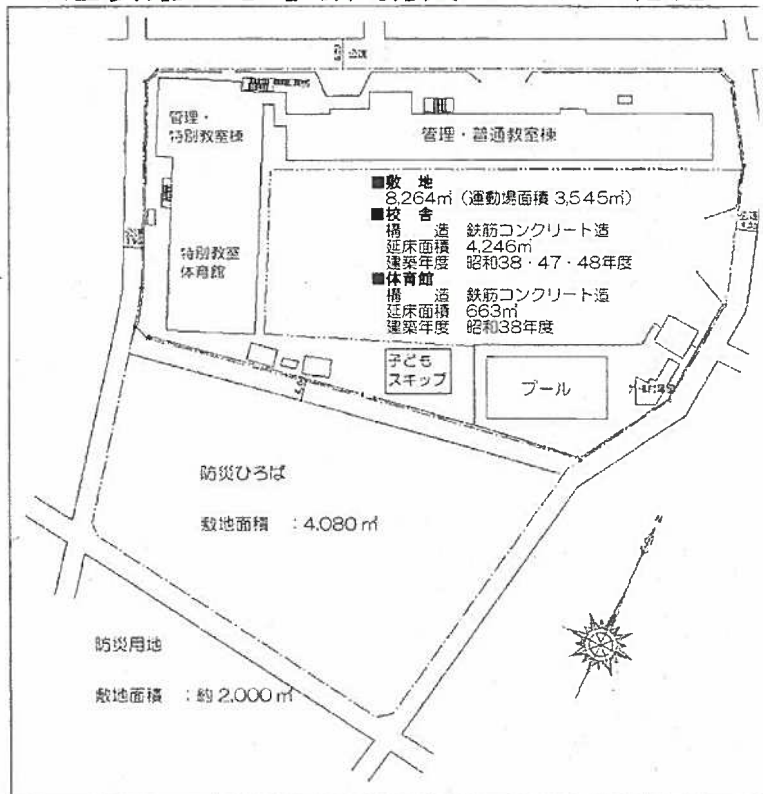 管理・
特別教室棟
管理・普通教室棟
■敷　地
8,264㎡（運動場面積 3,545㎡）
■校　舎
構　　造　鉄筋コンクリート造
延床面積　4,246㎡
建築年度　昭和38・47・48年度
■体育館
構　　造　鉄筋コンクリート造
延床面積　663㎡
建築年度　昭和38年度
特別教室
体育館
子ども
スキップ
プール
防災ひろば
敷地面積　：4,080㎡
防災用地
敷地面積　：約2,000㎡